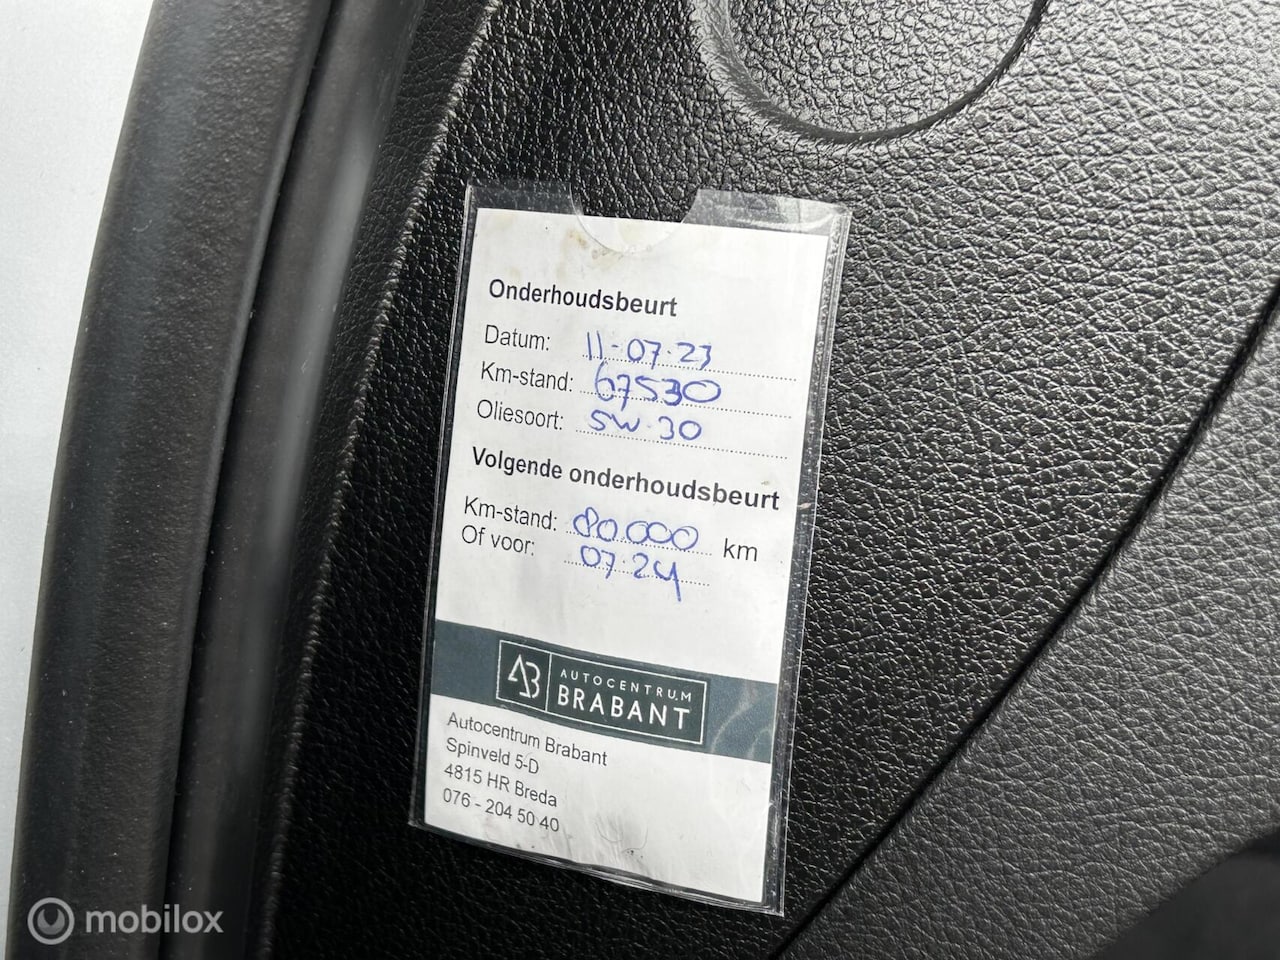 Onderhoudsbeurt
Datum: 11-07-23
Km-stand: 67530
Oliesoort: 5W-30
Volgende onderhoudsbeurt
Km-stand: 80.000 km
Of voor: 07-24
AB AUTOCENTRUM
BRABANT
Autocentrum Brabant
Spinveld 5-D
4815 HR Breda
076 - 204 50 40
mobilox